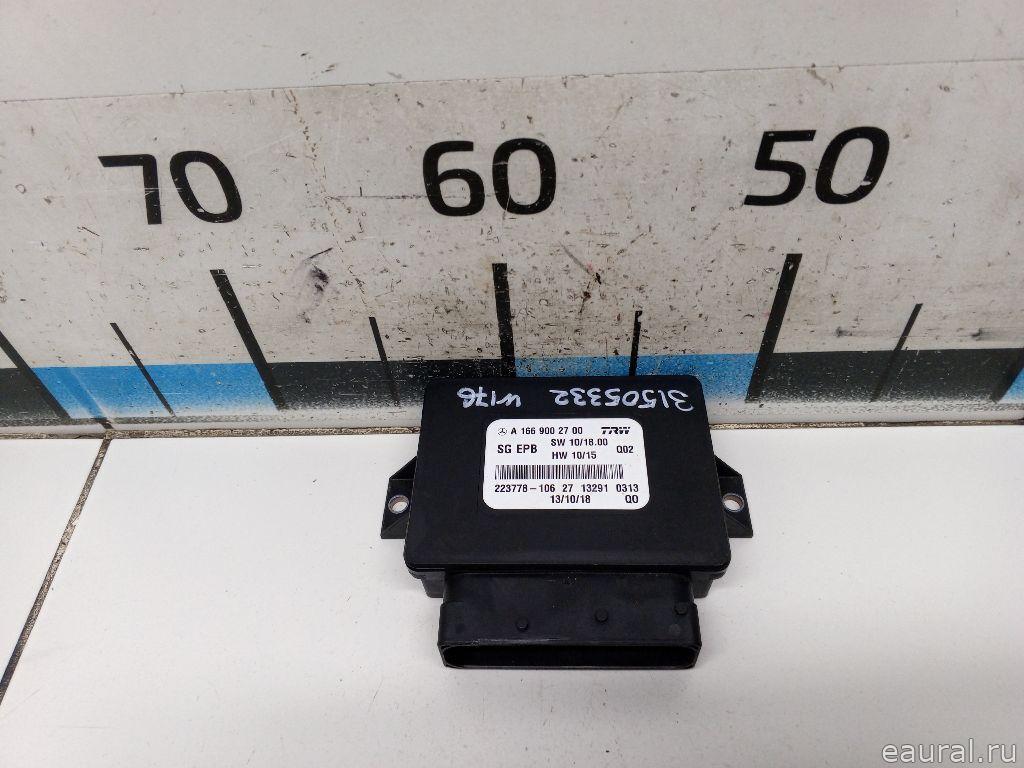 70 60 50
31505332 W176
A 166 900 27 00 TRW
SG EPB SW 10/18.00 Q02
HW 10/15
223778-106 27 13291 0313
13/10/18 Q0
eaural.ru